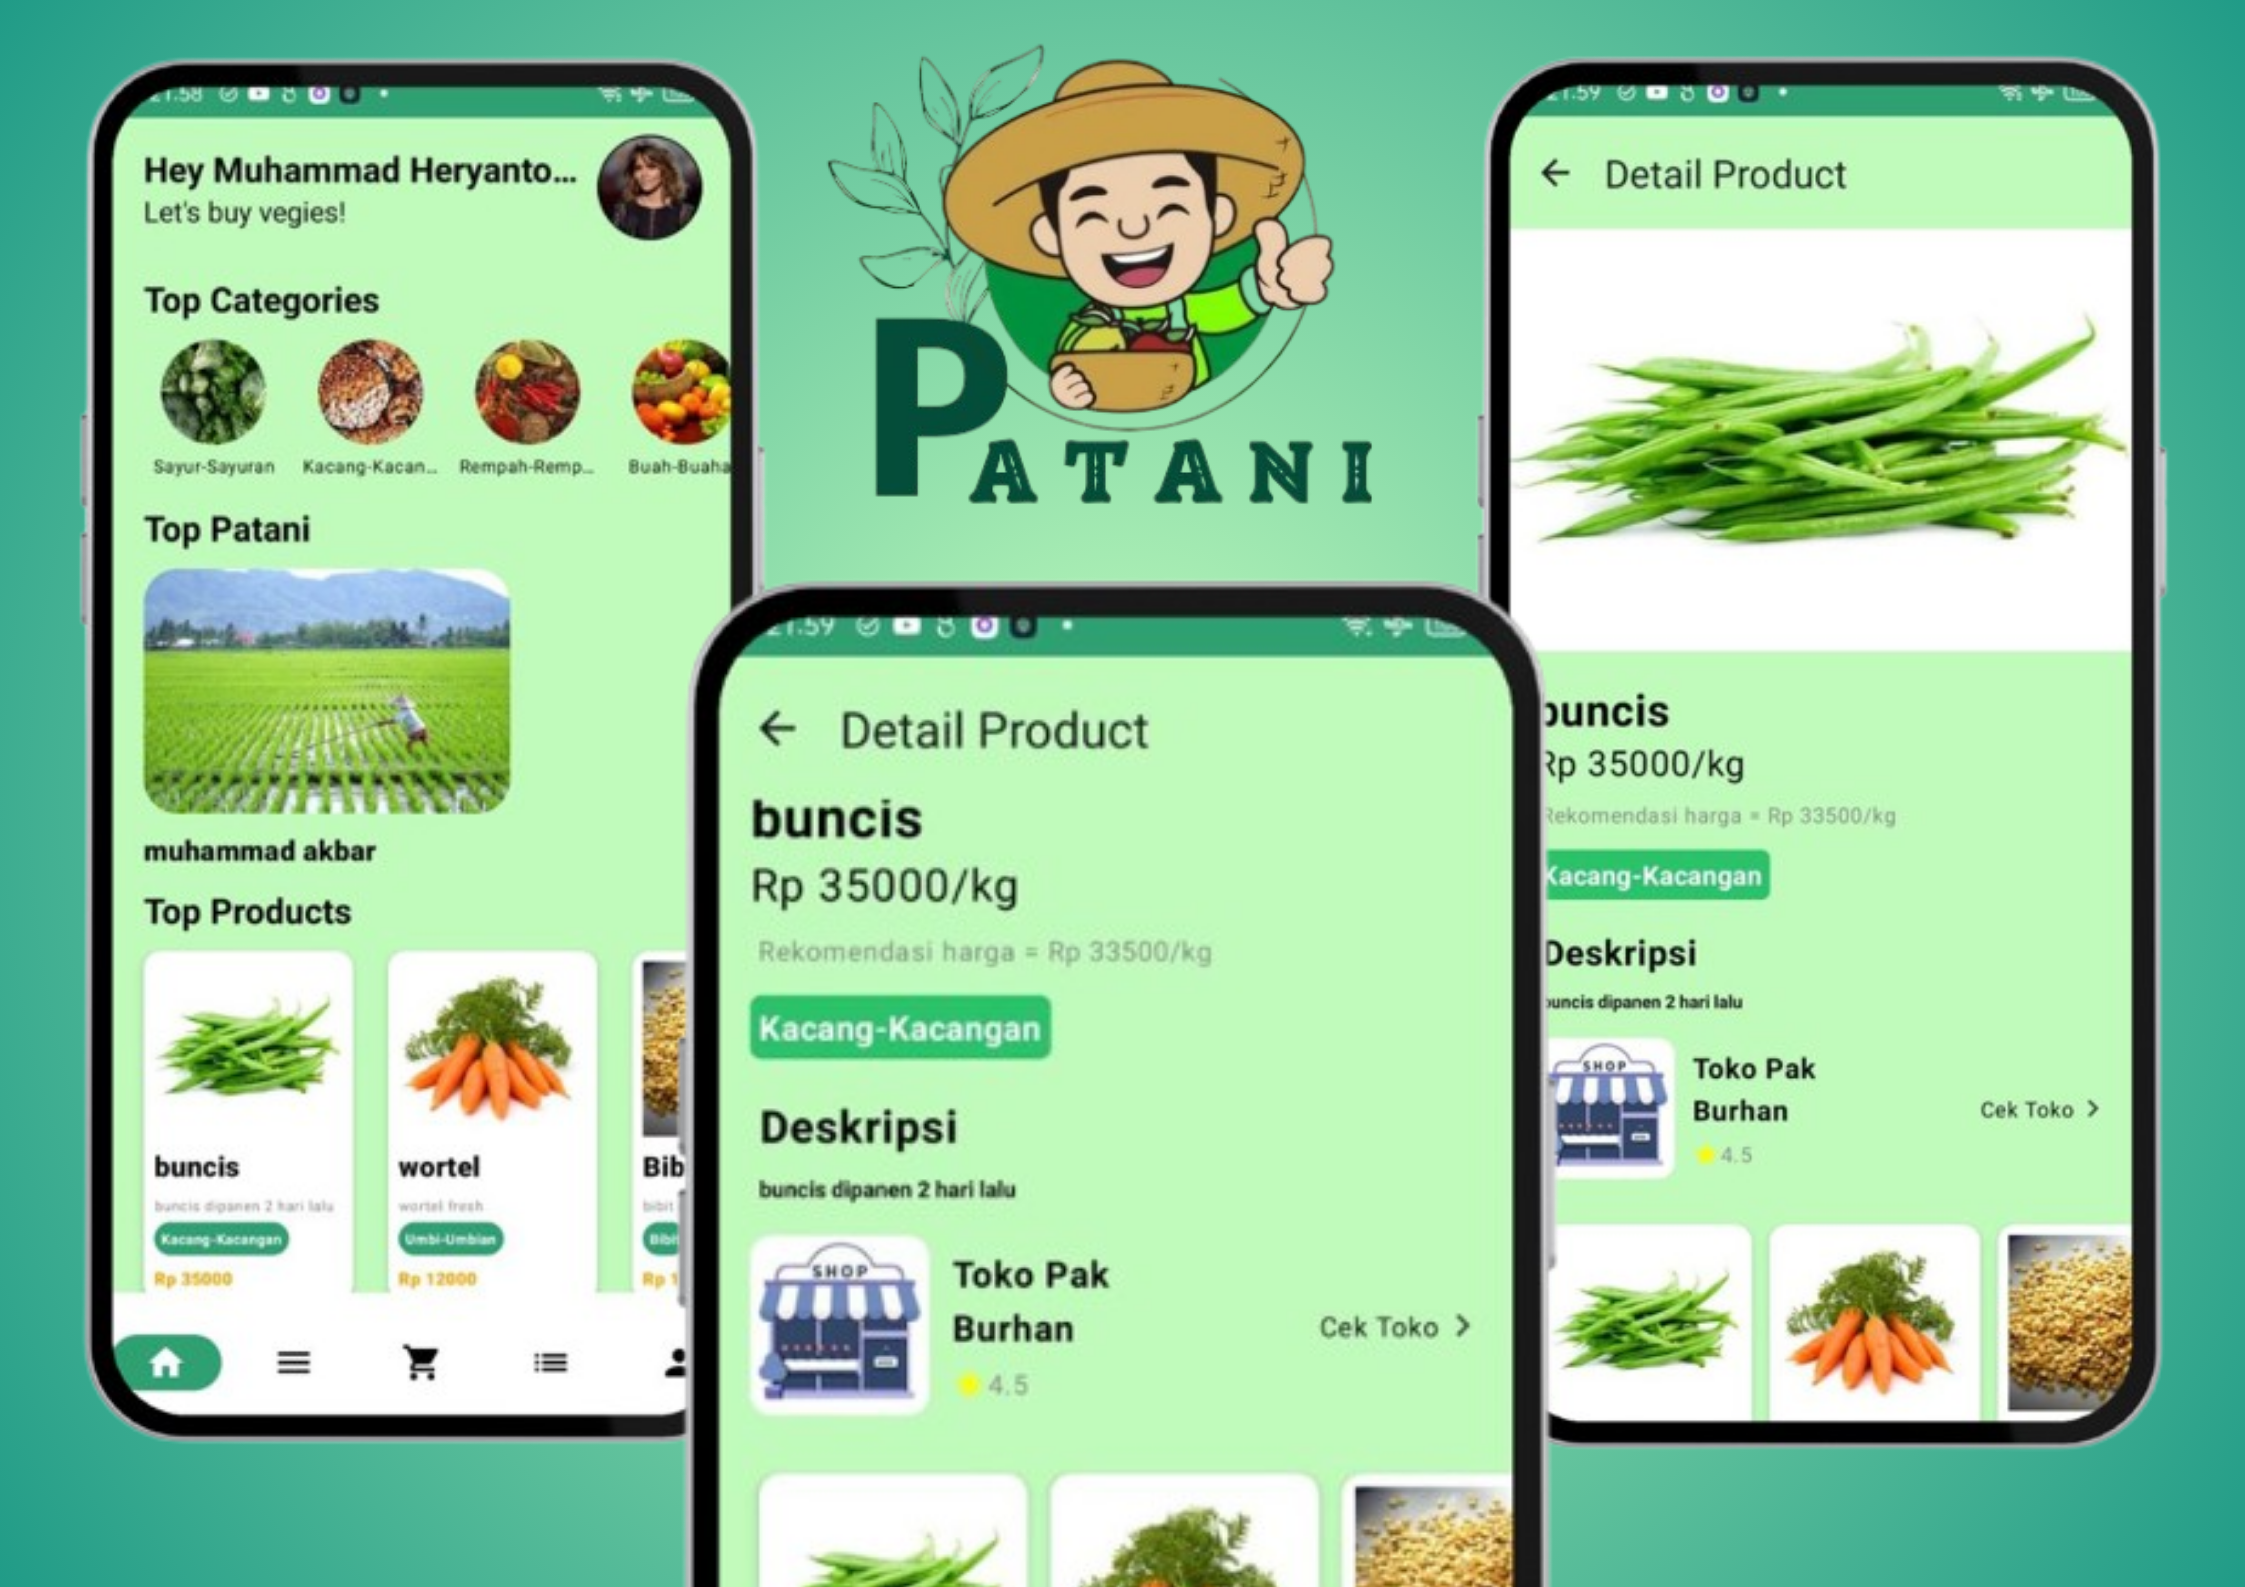 21.58
Hey Muhammad Heryanto...
Let's buy vegies!
Top Categories
Sayur-Sayuran
Kacang-Kacan...
Rempah-Remp...
Buah-Buaha
Top Patani
muhammad akbar
Top Products
buncis
buncis dipanen 2 hari lalu
Kacang-Kacangan
Rp 35000
wortel
wortel fresh
Umbi-Umbian
Rp 12000
Bib
bibit
Bibit
Rp 1
PATANI
21.59
Detail Product
buncis
Rp 35000/kg
Rekomendasi harga = Rp 33500/kg
Kacang-Kacangan
Deskripsi
buncis dipanen 2 hari lalu
SHOP
Toko Pak
Burhan
4.5
Cek Toko
21.59
Detail Product
buncis
Rp 35000/kg
Rekomendasi harga = Rp 33500/kg
Kacang-Kacangan
Deskripsi
buncis dipanen 2 hari lalu
SHOP
Toko Pak
Burhan
4.5
Cek Toko